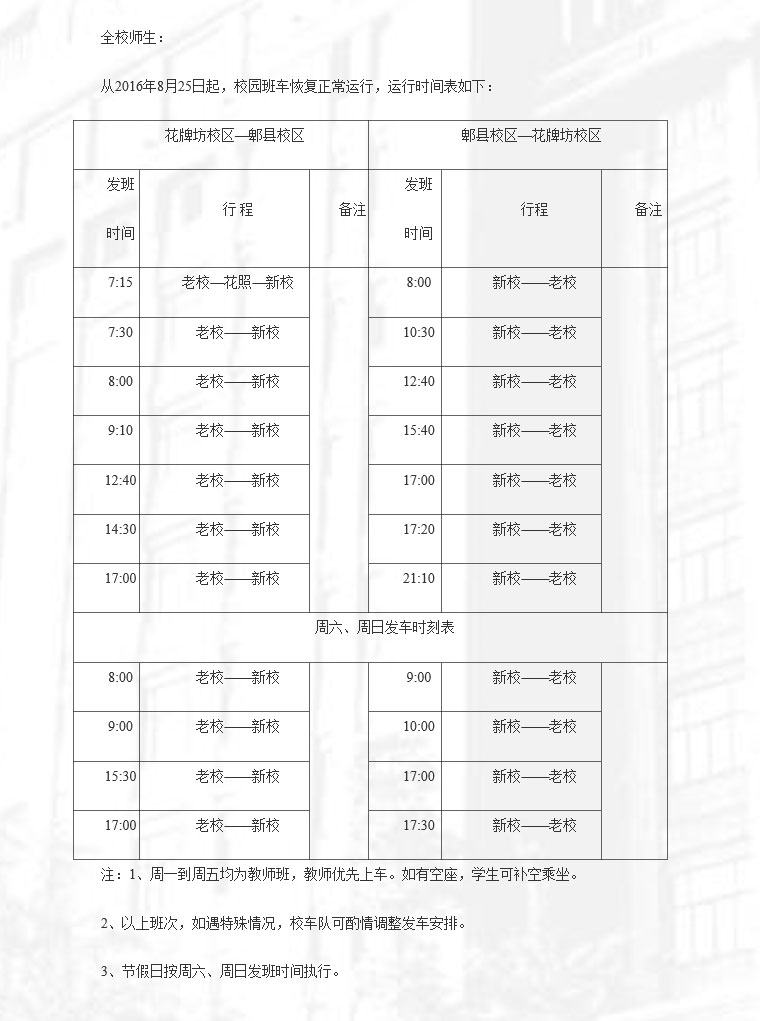 全校师生：
从2016年8月25日起，校园班车恢复正常运行，运行时间表如下：
花牌坊校区—郫县校区 郫县校区—花牌坊校区
发班时间 行 程 备注 发班时间 行程 备注
7:15 老校—花照—新校 8:00 新校——老校
7:30 老校——新校 10:30 新校——老校
8:00 老校——新校 12:40 新校——老校
9:10 老校——新校 15:40 新校——老校
12:40 老校——新校 17:00 新校——老校
14:30 老校——新校 17:20 新校——老校
17:00 老校——新校 21:10 新校——老校
周六、周日发车时刻表
8:00 老校——新校 9:00 新校——老校
9:00 老校——新校 10:00 新校——老校
15:30 老校——新校 17:00 新校——老校
17:00 老校——新校 17:30 新校——老校
注：1、周一到周五均为教师班，教师优先上车。如有空座，学生可补空乘坐。
2、以上班次，如遇特殊情况，校车队可酌情调整发车安排。
3、节假日按周六、周日发班时间执行。